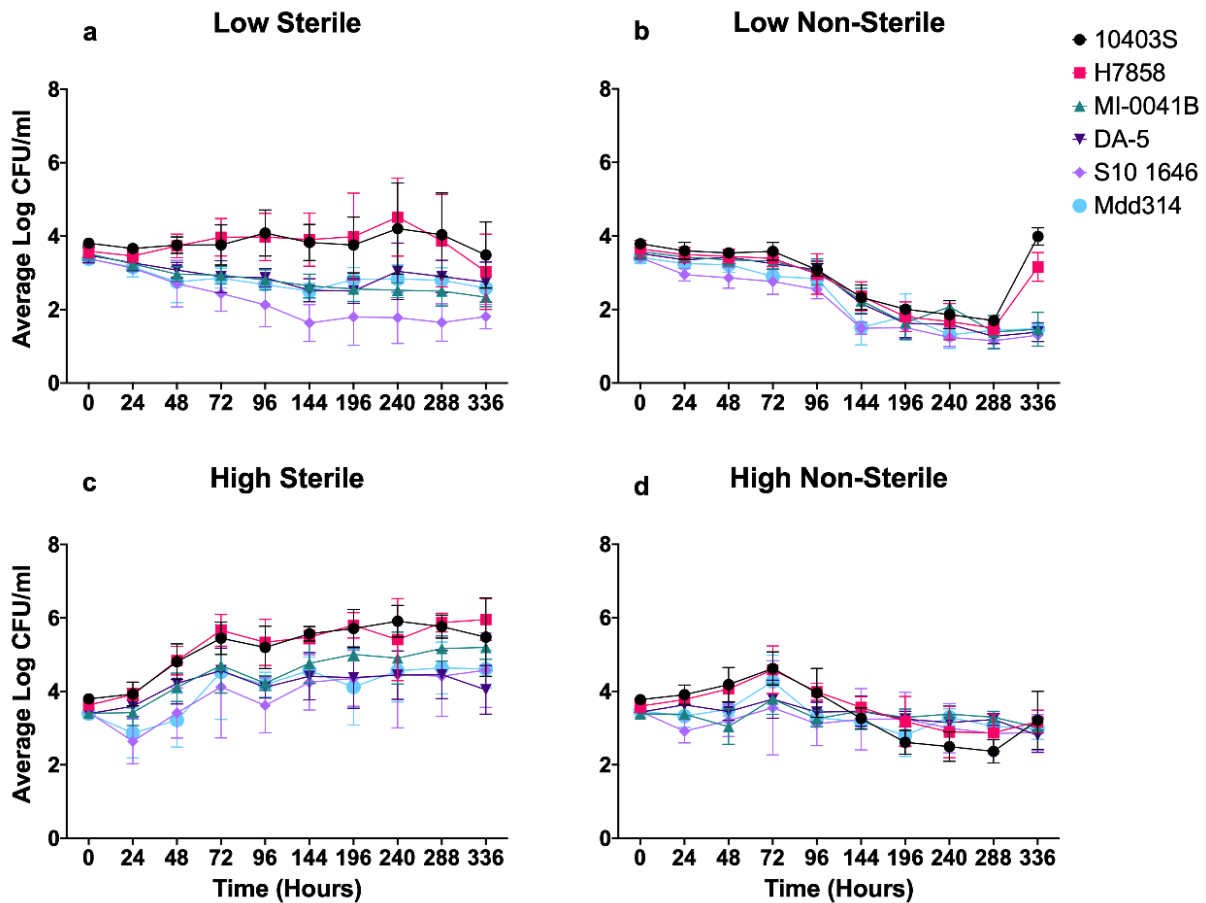 a Low Sterile
b Low Non-Sterile
10403S
H7858
MI-0041B
DA-5
S10 1646
Mdd314
Average Log CFU/ml
8
6
4
2
0
0 24 48 72 96 144 196 240 288 336
8
6
4
2
0
0 24 48 72 96 144 196 240 288 336
c High Sterile
d High Non-Sterile
Average Log CFU/ml
8
6
4
2
0
0 24 48 72 96 144 196 240 288 336
Time (Hours)
8
6
4
2
0
0 24 48 72 96 144 196 240 288 336
Time (Hours)